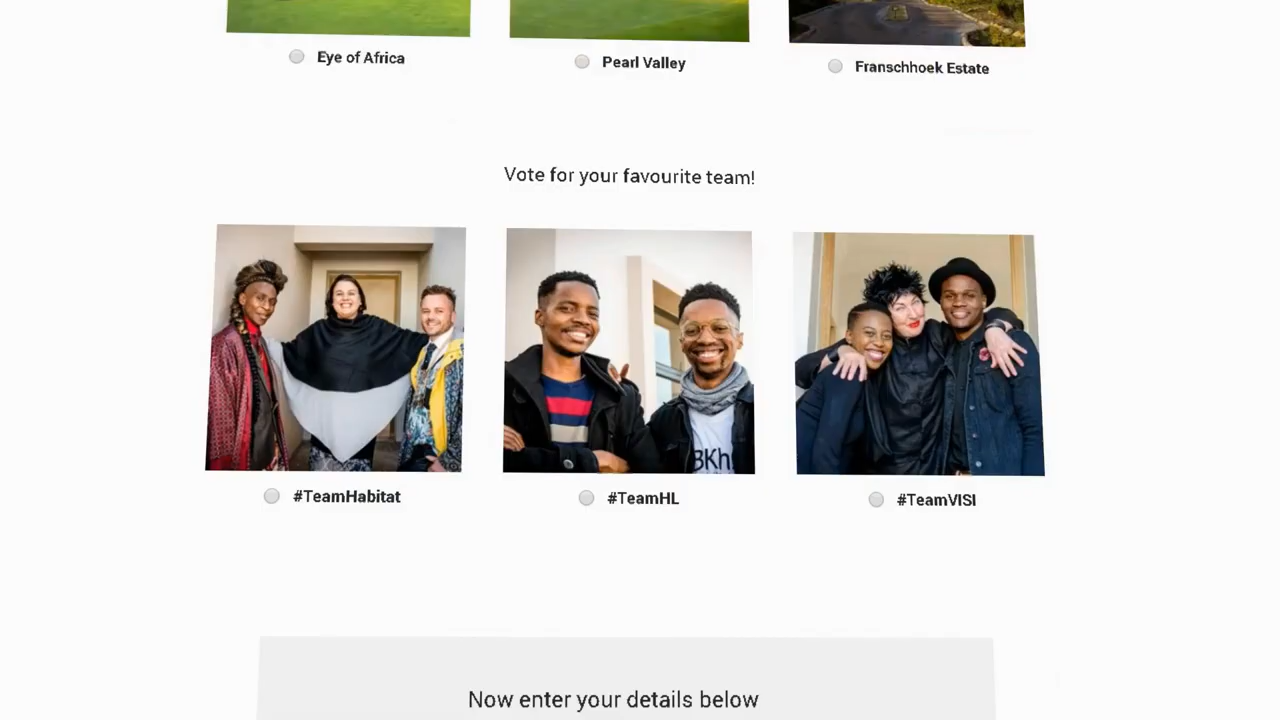 Eye of Africa
Pearl Valley
Franschhoek Estate
Vote for your favourite team!
BKh
#TeamHabitat
#TeamHL
#TeamVISI
Now enter your details below